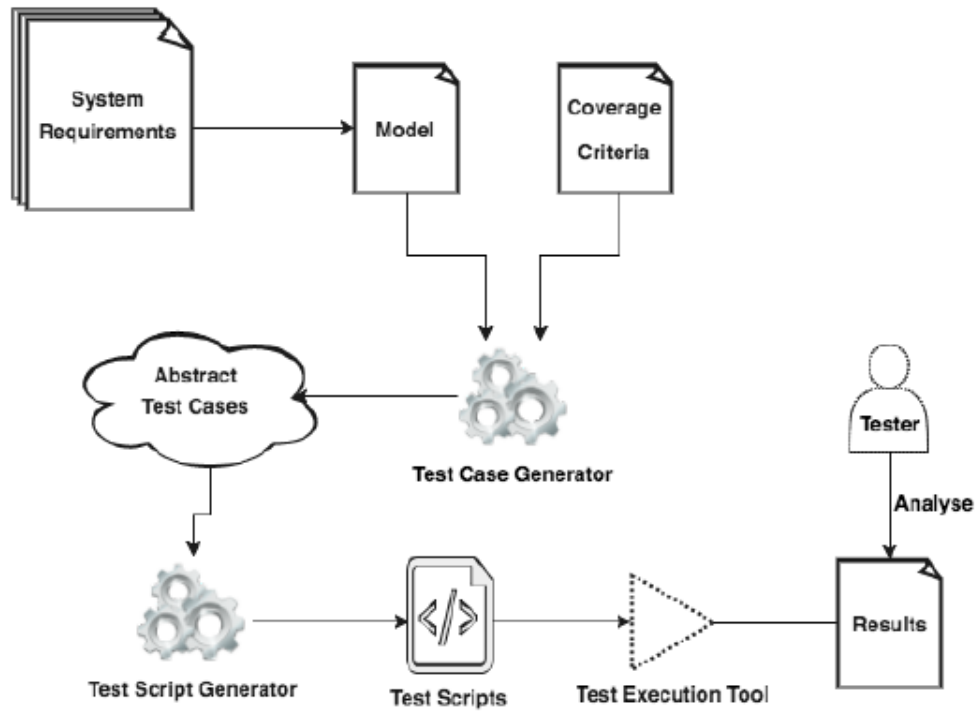 System
Requirements
Model
Coverage
Criteria
Abstract
Test Cases
Test Case Generator
Tester
Analyse
</>
Results
Test Script Generator
Test Scripts
Test Execution Tool